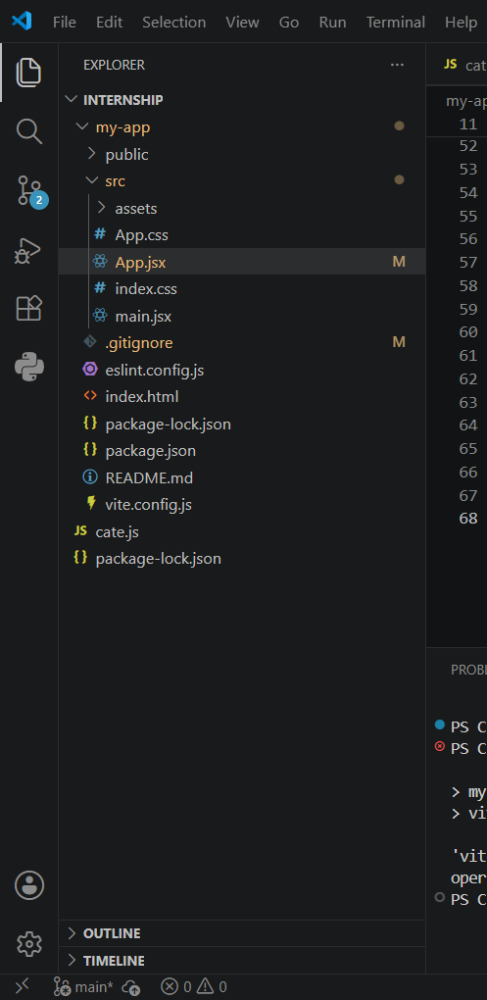 File Edit Selection View Go Run Terminal Help
EXPLORER ...
JS cat
INTERNSHIP
my-app
my-ap
public
11
src
52
assets
53
54
App.css
55
56
App.jsx M
57
index.css
58
main.jsx
59
.gitignore M
60
eslint.config.js
61
index.html
62
63
package-lock.json
64
package.json
65
README.md
66
vite.config.js
67
JS cate.js
68
package-lock.json
2
PROBL
PS C
PS C
> my
> vi
'vit
oper
PS C
OUTLINE
TIMELINE
main* 0 0